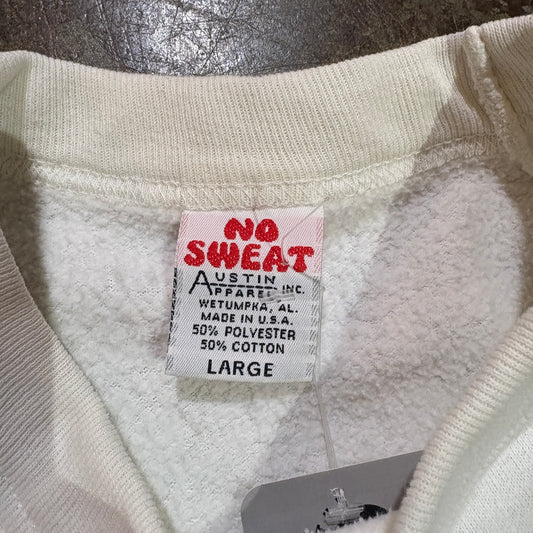 NO
SWEAT
AUSTIN
APPAREL INC.
WETUMPKA, AL.
MADE IN U.S.A.
50% POLYESTER
50% COTTON
LARGE